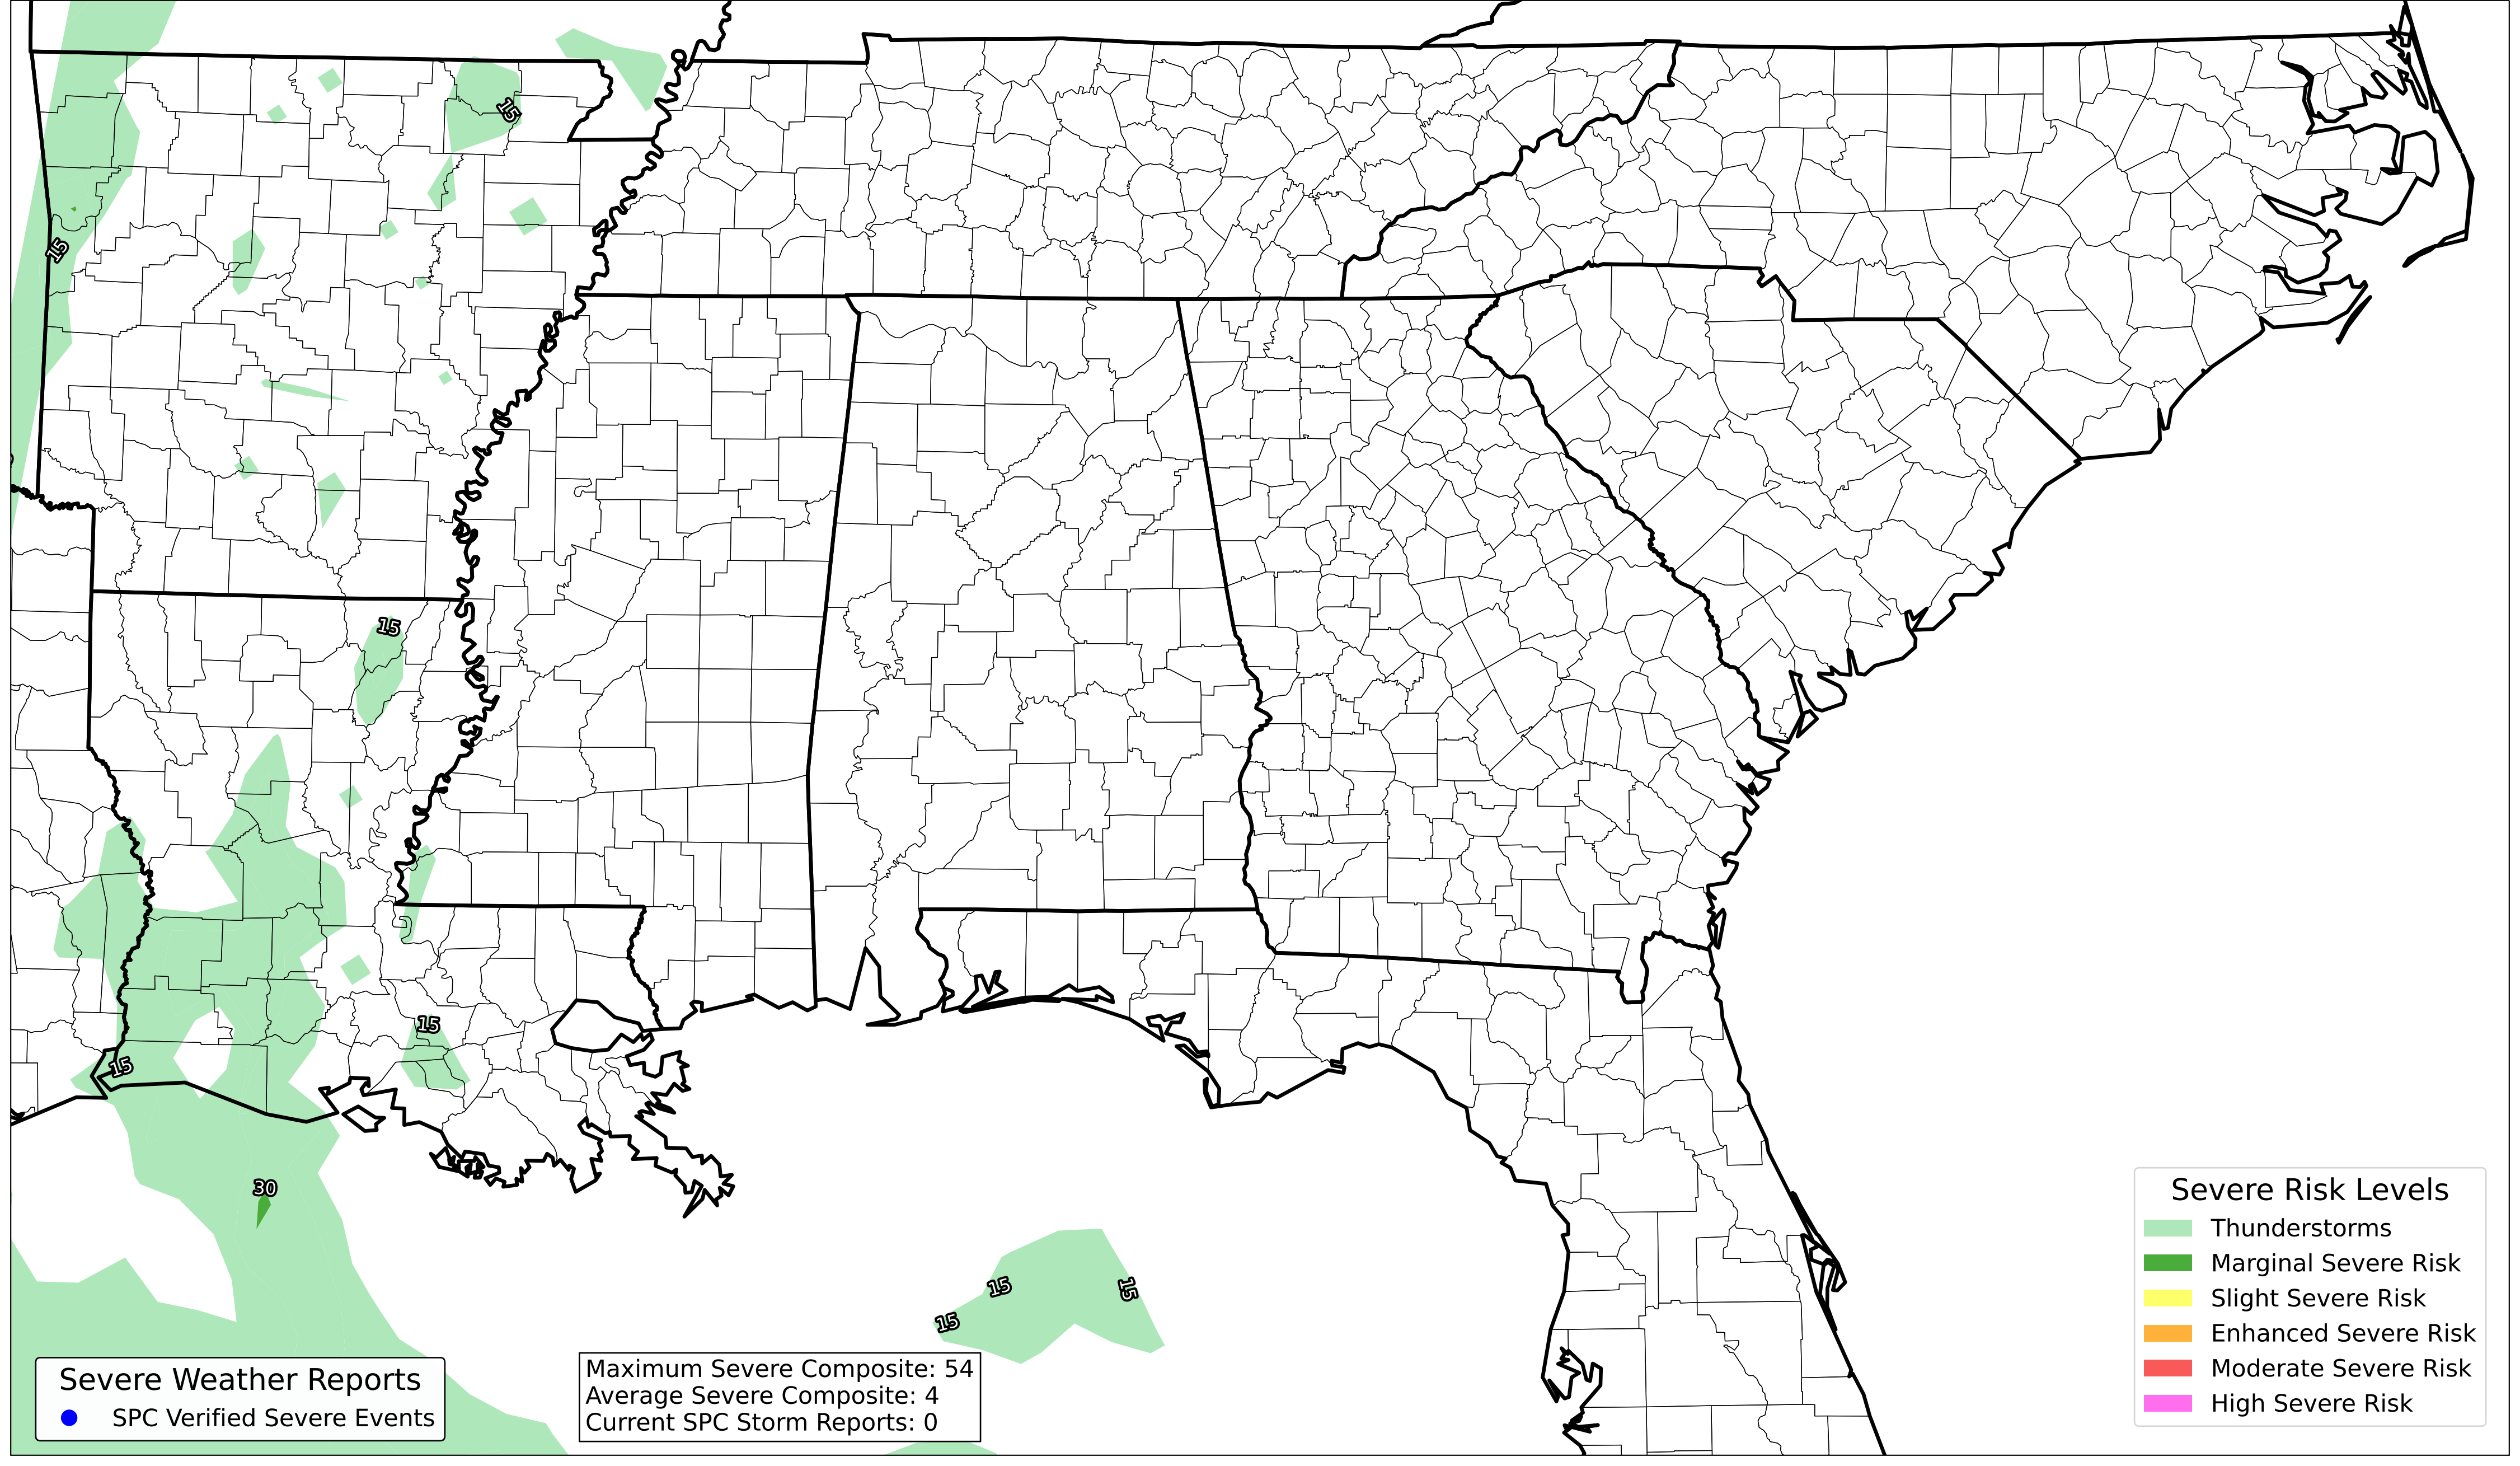 15
15
15
15
15
30
15
15
15
Severe Risk Levels
Thunderstorms
Marginal Severe Risk
Slight Severe Risk
Enhanced Severe Risk
Moderate Severe Risk
High Severe Risk
Severe Weather Reports
SPC Verified Severe Events
Maximum Severe Composite: 54
Average Severe Composite: 4
Current SPC Storm Reports: 0